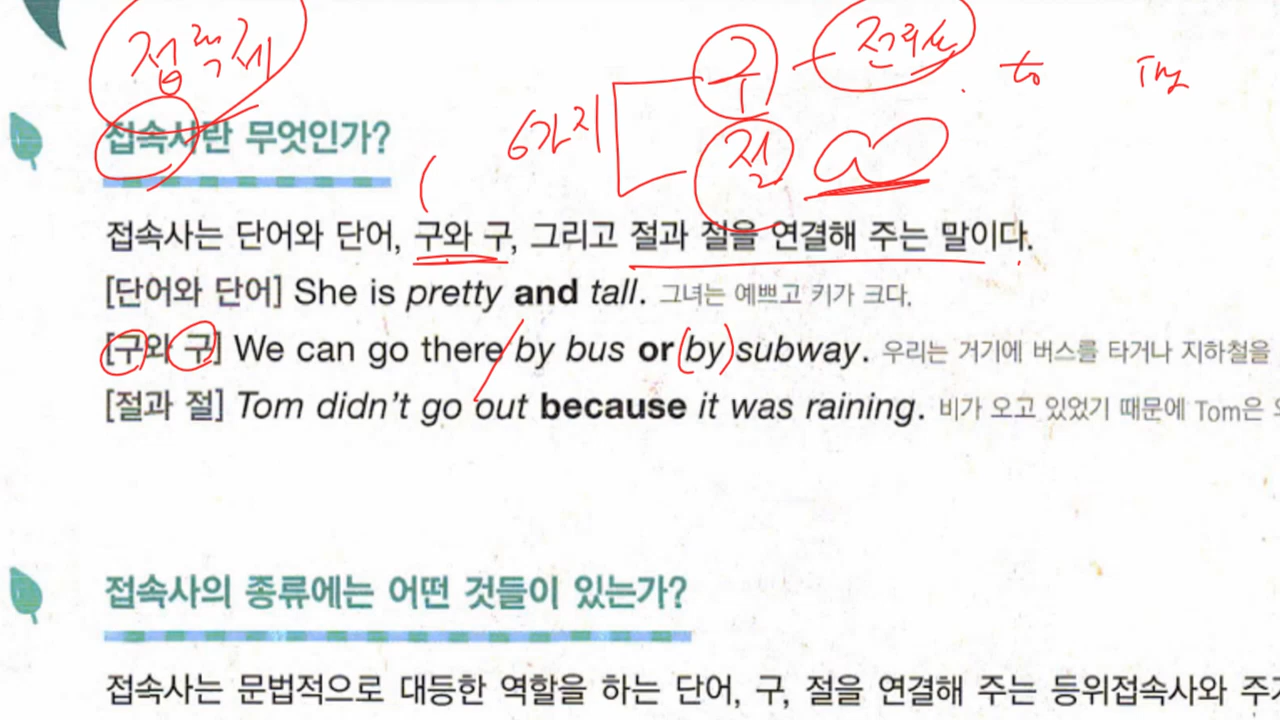 접착제
구 - 전치사 to ing
6가지
절
접속사란 무엇인가?
접속사는 단어와 단어, 구와 구, 그리고 절과 절을 연결해 주는 말이다.
[단어와 단어] She is pretty and tall. 그녀는 예쁘고 키가 크다.
[구와 구] We can go there by bus or (by) subway. 우리는 거기에 버스를 타거나 지하철을
[절과 절] Tom didn't go out because it was raining. 비가 오고 있었기 때문에 Tom은
접속사의 종류에는 어떤 것들이 있는가?
접속사는 문법적으로 대등한 역할을 하는 단어, 구, 절을 연결해 주는 등위접속사와